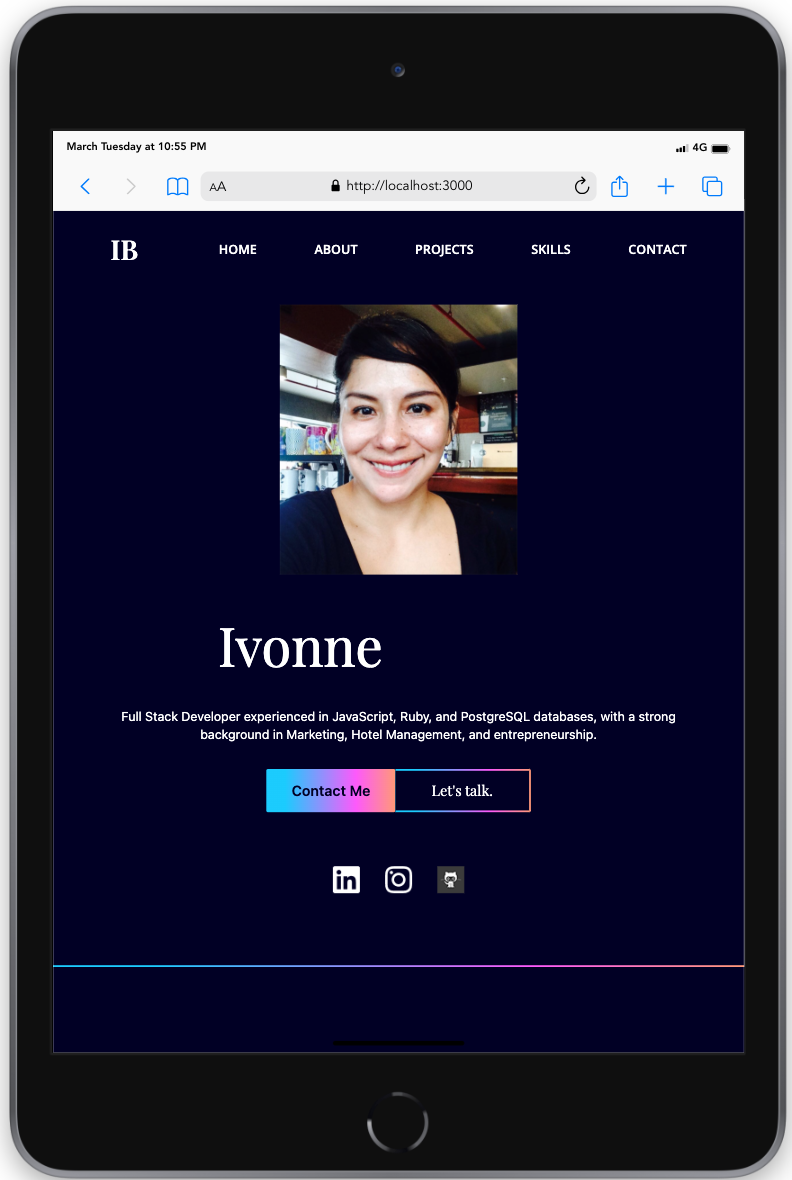 March Tuesday at 10:55 PM
4G
AA
http://localhost:3000
IB
HOME
ABOUT
PROJECTS
SKILLS
CONTACT
Ivonne
Full Stack Developer experienced in JavaScript, Ruby, and PostgreSQL databases, with a strong
background in Marketing, Hotel Management, and entrepreneurship.
Contact Me
Let's talk.
in